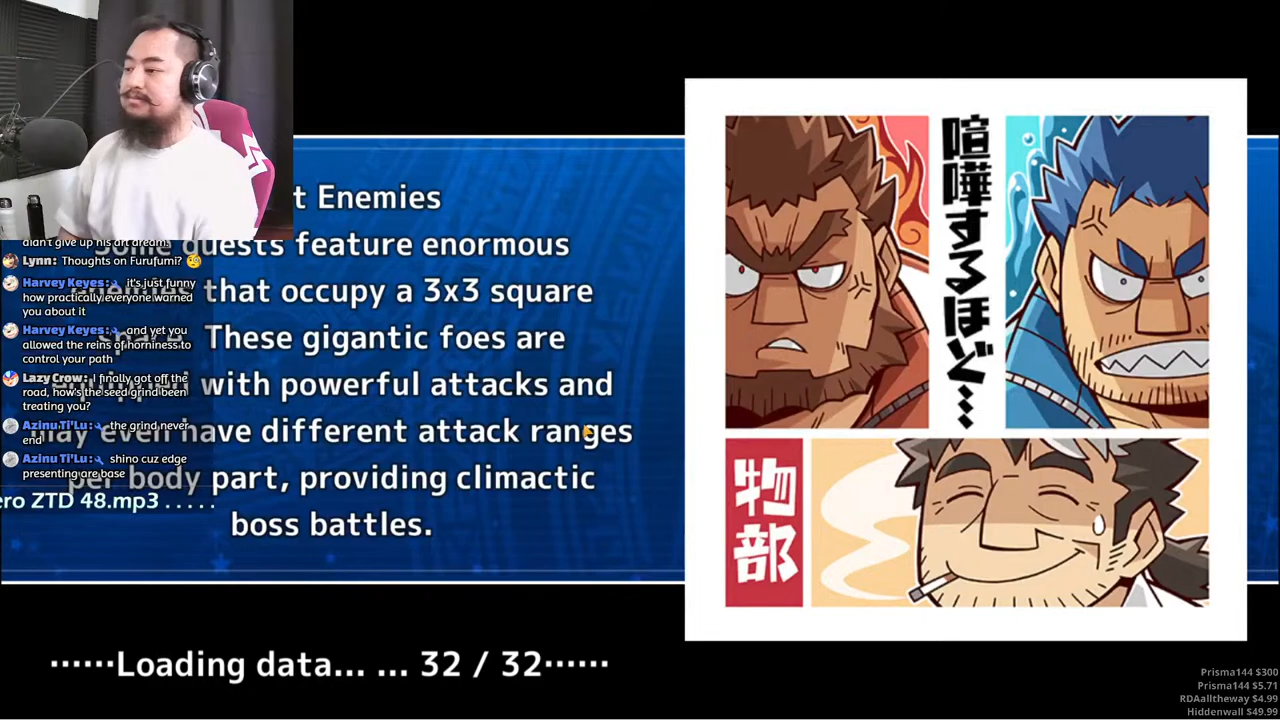 t Enemies
quests feature enormous
that occupy a 3x3 square
These gigantic foes are
with powerful attacks and
may even have different attack ranges
per body part, providing climactic
boss battles.
didn't give up his art dreams
Lynn: Thoughts on Furufumi?
Harvey Keyes: it's just funny
how practically everyone warned
you about it
Harvey Keyes: and yet you
allowed the reins of horniness to
control your path
Lazy Crow: I finally got off the
road, how's the seed grind been
treating you?
Azinu Ti'Lu: the grind never
end
Azinu Ti'Lu: shino cuz edge
presenting are base
ero ZTD 48.mp3 . . . . .
喧嘩するほど…
物部
······Loading data... ... 32 / 32······
Prisma144 $300
Prisma144 $5.71
RDAalltheway $4.99
Hiddenwall $49.99